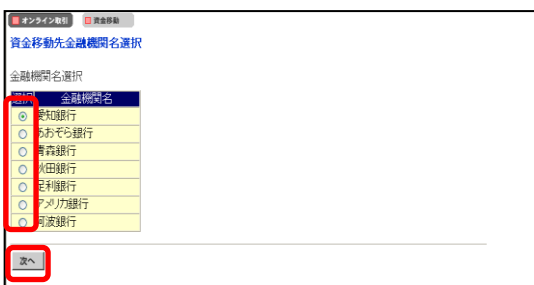 オンライン取引 資金移動
資金移動先金融機関名選択
金融機関名選択
選択 金融機関名
愛知銀行
あおぞら銀行
青森銀行
秋田銀行
足利銀行
アメリカ銀行
阿波銀行
次へ